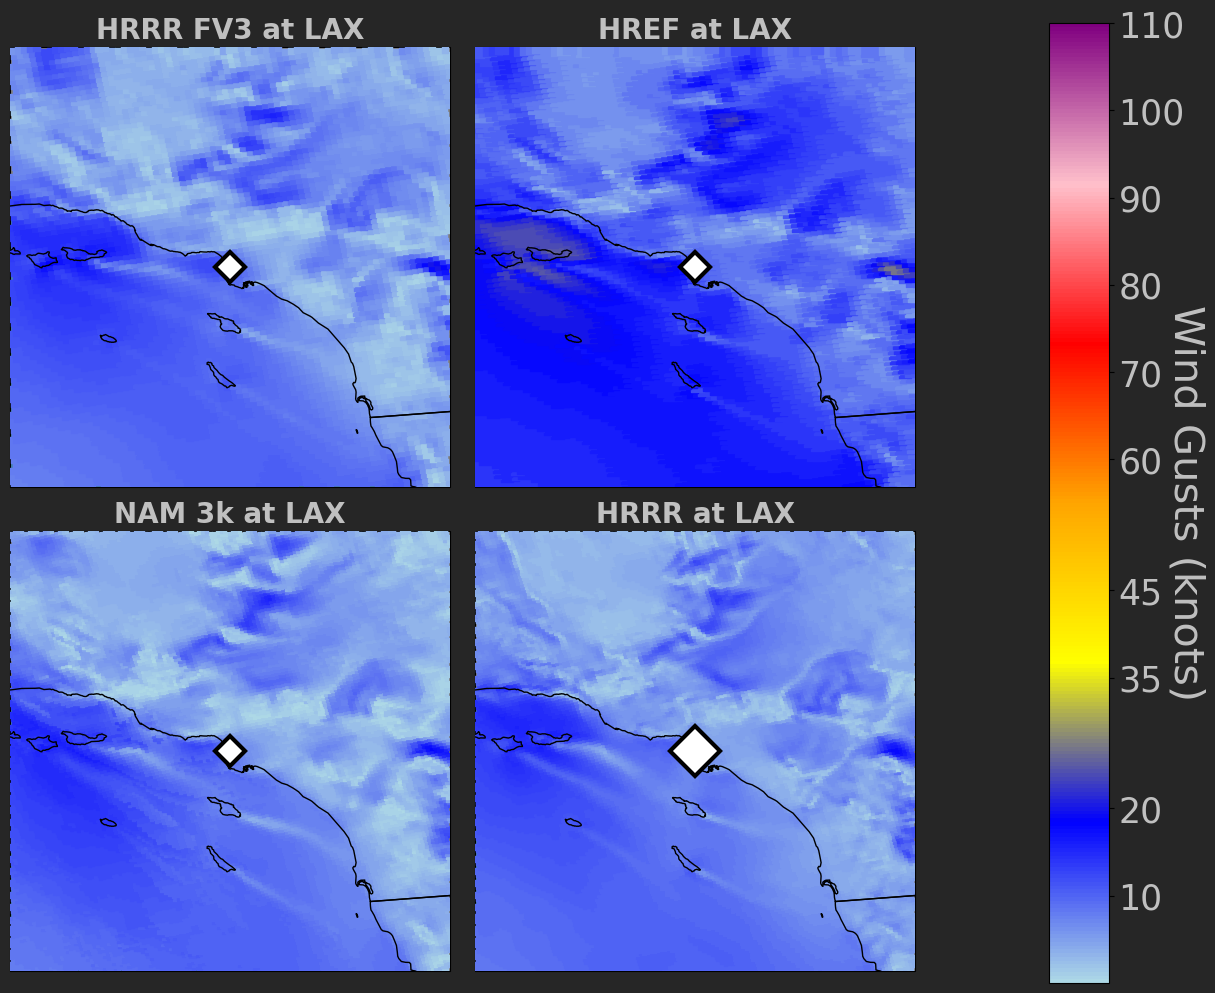 HRRR FV3 at LAX
HREF at LAX
NAM 3k at LAX
HRRR at LAX
110
100
90
80
70
60
45
35
20
10
Wind Gusts (knots)